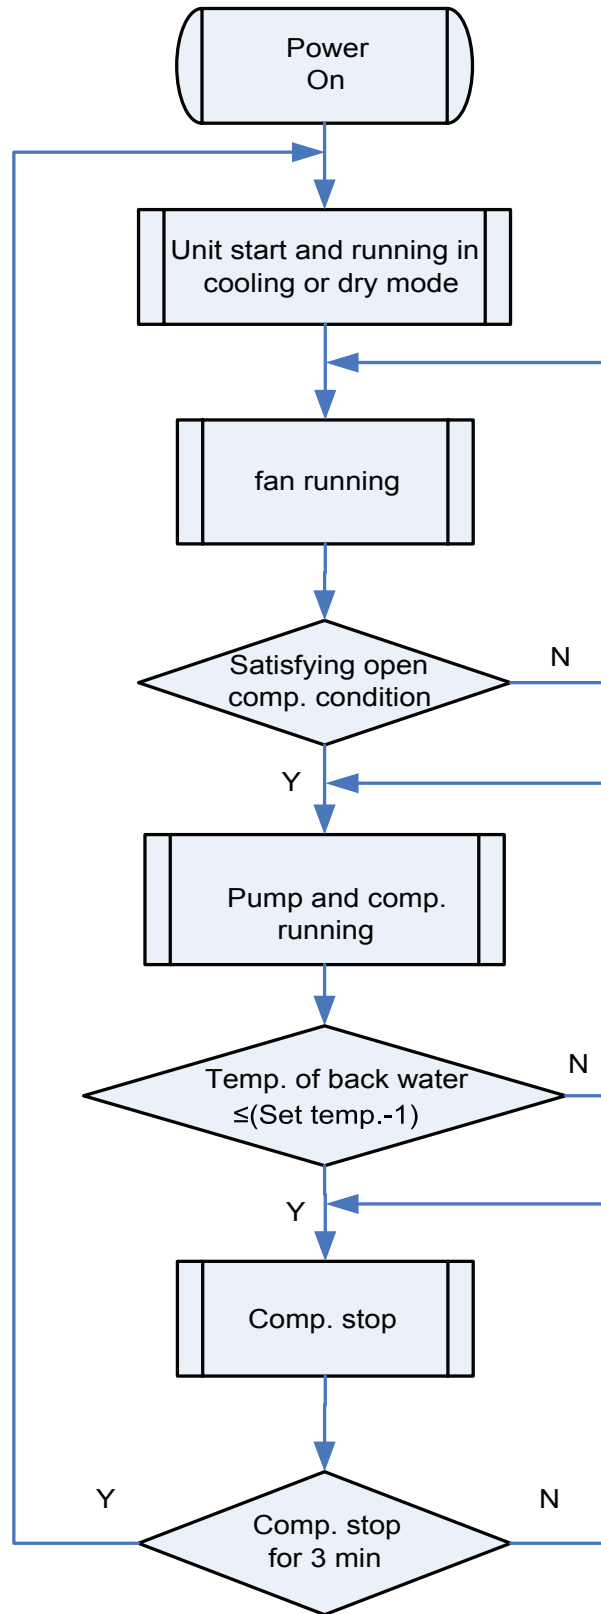 Power
On
Unit start and running in
cooling or dry mode
fan running
Satisfying open
comp. condition
N
Y
Pump and comp.
running
Temp. of back water
≤(Set temp.-1)
N
Y
Comp. stop
Y
Comp. stop
for 3 min
N